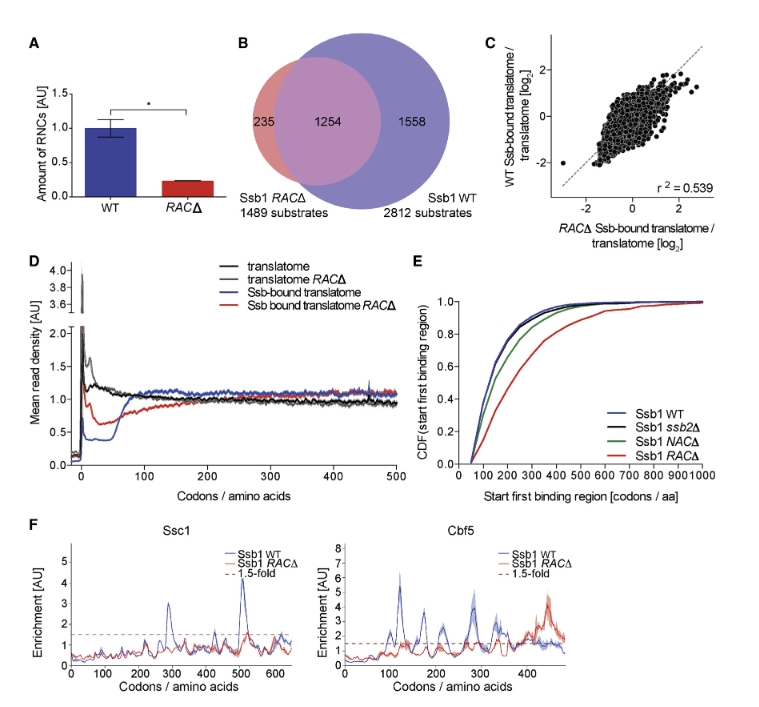 A
Amount of RNCs [AU]
1.5
1.0
0.5
0.0
*
WT
RACΔ
B
235
1254
1558
Ssb1 RACΔ
1489 substrates
Ssb1 WT
2812 substrates
C
WT Ssb-bound translatome /
translatome [log2]
2
0
-2
r 2 = 0.539
-2
0
2
RACΔ Ssb-bound translatome /
translatome [log2]
D
Mean read density [AU]
4.0
3.8
3.6
2.0
1.5
1.0
0.5
0.0
translatome
translatome RACΔ
Ssb-bound translatome
Ssb bound translatome RACΔ
0
100
200
300
400
500
Codons / amino acids
E
CDF(start first binding region)
1.0
0.8
0.6
0.4
0.2
0.0
Ssb1 WT
Ssb1 ssb2Δ
Ssb1 NACΔ
Ssb1 RACΔ
0
100
200
300
400
500
600
700
800
900
1000
Start first binding region [codons / aa]
F
Ssc1
Enrichment [AU]
5
4
3
2
1
0
Ssb1 WT
Ssb1 RACΔ
1.5-fold
0
100
200
300
400
500
600
Codons / amino acids
Cbf5
Enrichment [AU]
8
7
6
5
4
3
2
1
0
Ssb1 WT
Ssb1 RACΔ
1.5-fold
0
100
200
300
400
Codons / amino acids